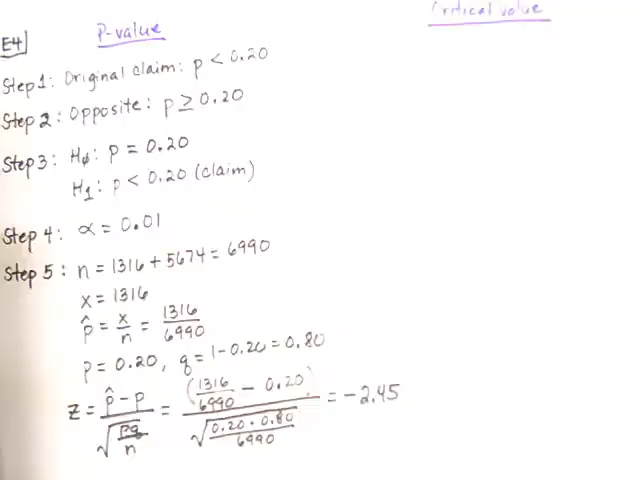 Critical value
E4 P-value
Step 1: Original claim: p < 0.20
Step 2: Opposite: p ≥ 0.20
Step 3: H₀: p = 0.20
H₁: p < 0.20 (claim)
Step 4: α = 0.01
Step 5: n = 1316 + 5674 = 6990
x = 1316
p̂ = x/n = 1316/6990
p = 0.20, q = 1 - 0.20 = 0.80
z = (p̂ - p)/√(pq/n) = (1316/6990 - 0.20)/√(0.20 · 0.80/6990) = -2.45